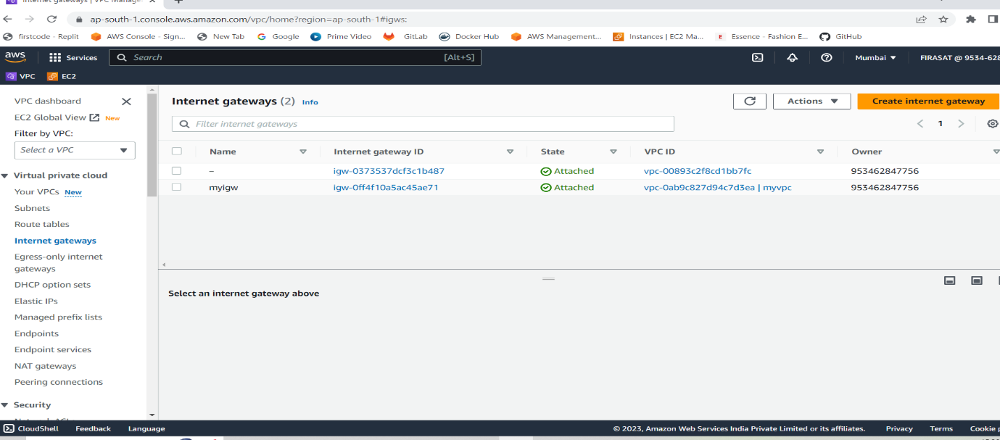 Internet gateways | VPC Manage
ap-south-1.console.aws.amazon.com/vpc/home?region=ap-south-1#igws:
firstcode - Replit AWS Console - Sign... New Tab Google Prime Video GitLab Docker Hub AWS Management... Instances | EC2 Ma... Essence - Fashion E... GitHub
aws Services Search [Alt+S] Mumbai FIRASAT @ 9534-628
VPC EC2
VPC dashboard
EC2 Global View New
Filter by VPC:
Select a VPC
Virtual private cloud
Your VPCs New
Subnets
Route tables
Internet gateways
Egress-only internet
gateways
DHCP option sets
Elastic IPs
Managed prefix lists
Endpoints
Endpoint services
NAT gateways
Peering connections
Security
Internet gateways (2) Info
Actions
Create internet gateway
Filter internet gateways
1
Name Internet gateway ID State VPC ID Owner
– igw-0373537dcf3c1b487 Attached vpc-00893c2f8cd1bb7fc 953462847756
myigw igw-0ff4f10a5ac45ae71 Attached vpc-0ab9c827d94c7d3ea | myvpc 953462847756
Select an internet gateway above
CloudShell Feedback Language © 2023, Amazon Web Services India Private Limited or its affiliates. Privacy Terms Cookie p